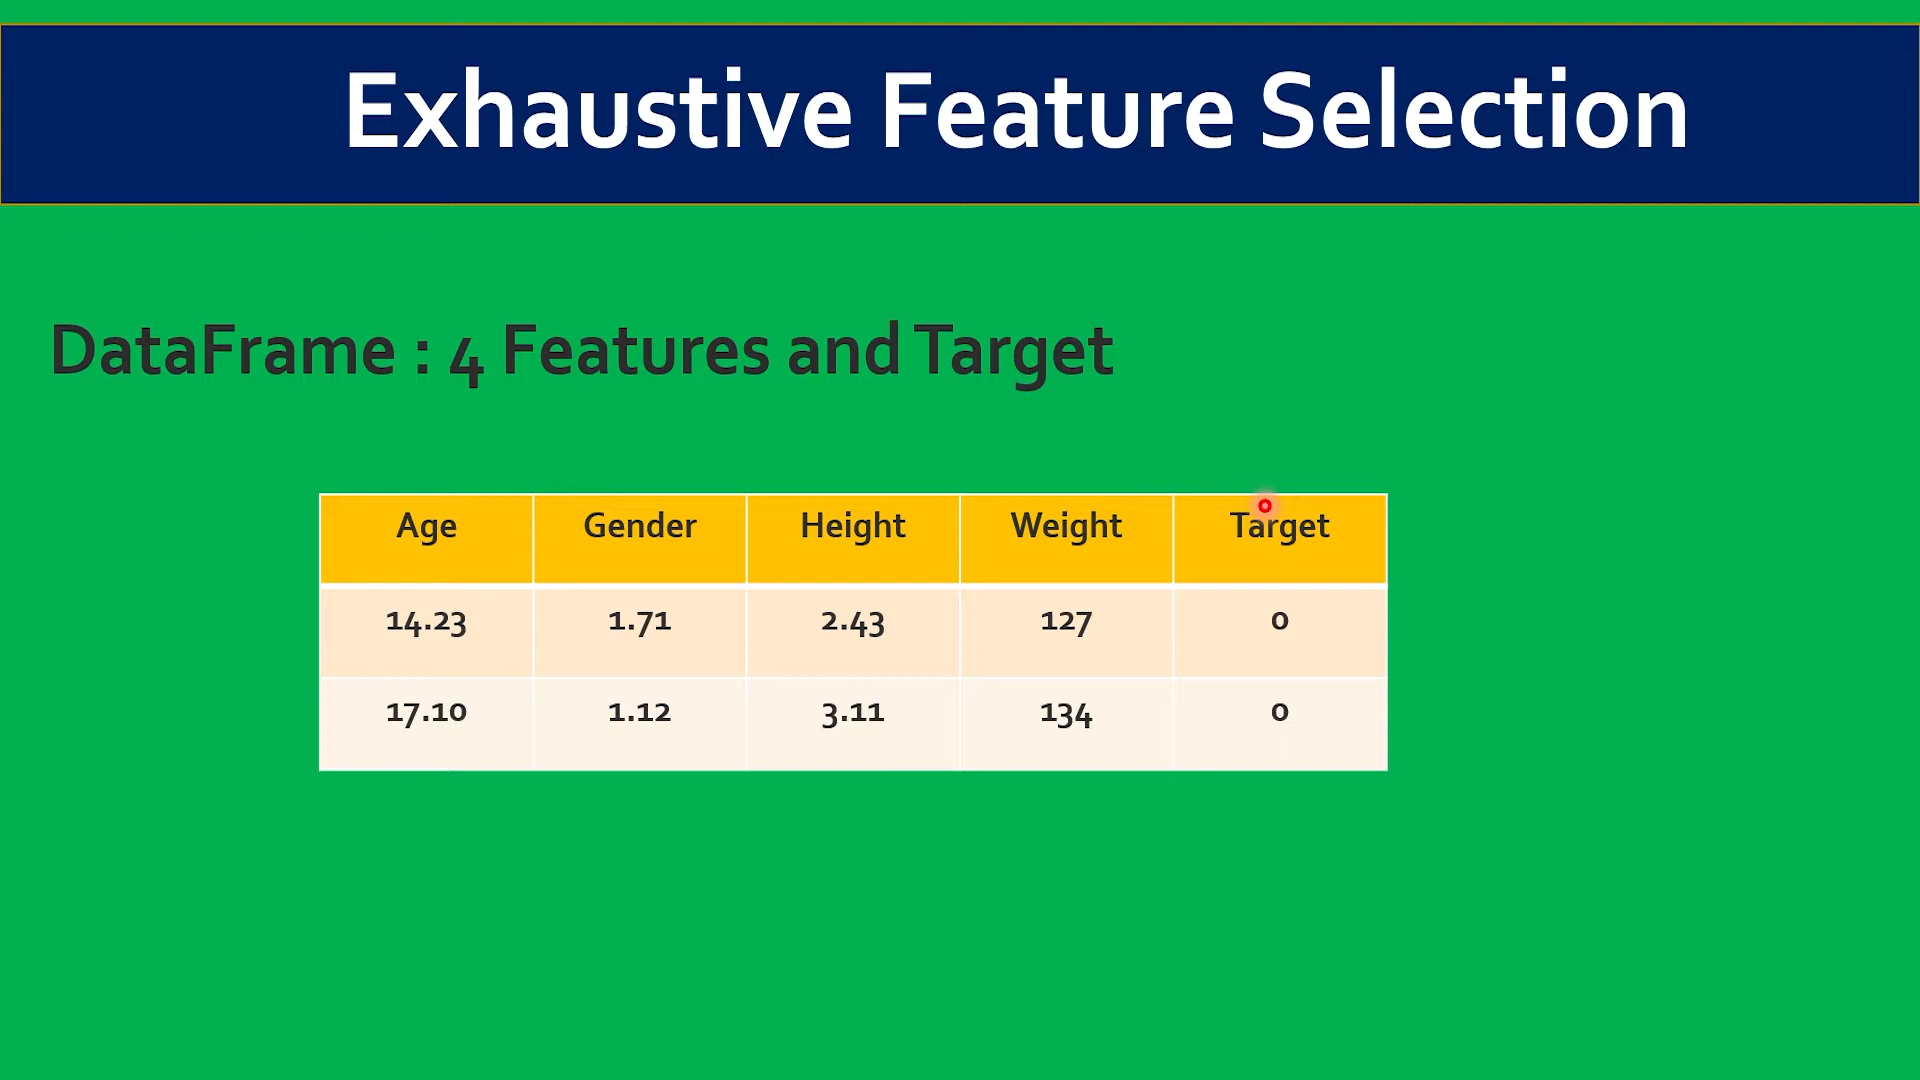 Exhaustive Feature Selection
DataFrame : 4 Features and Target
Age Gender Height Weight Target
14.23 1.71 2.43 127 0
17.10 1.12 3.11 134 0